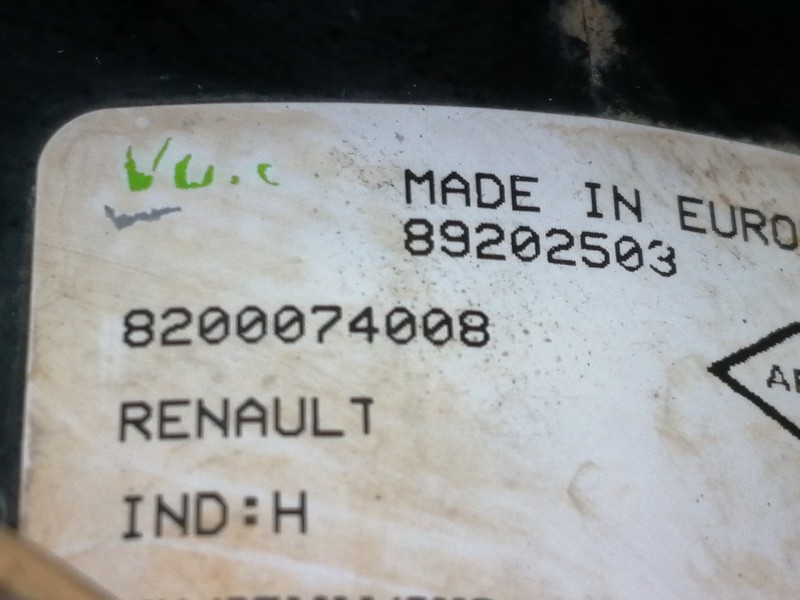 MADE IN EURO
89202503
8200074008
RENAULT
IND:H